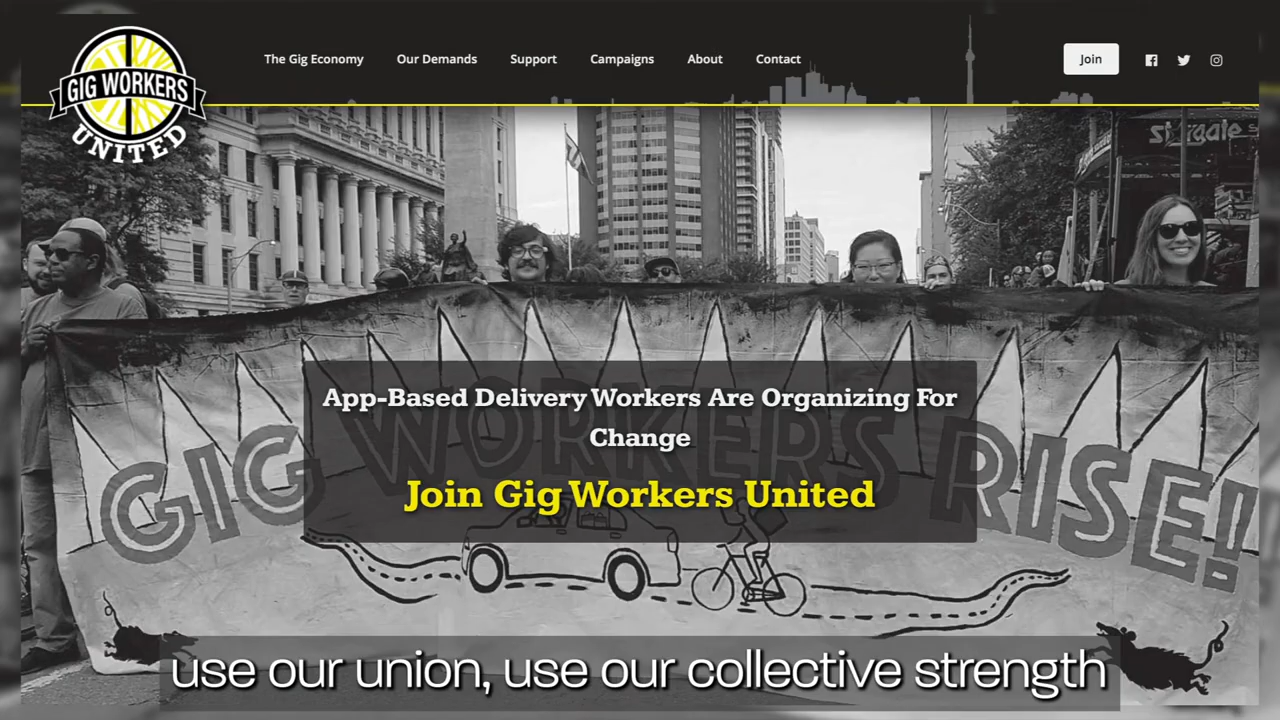 GIG WORKERS
UNITED
The Gig Economy
Our Demands
Support
Campaigns
About
Contact
Join
App-Based Delivery Workers Are Organizing For
Change
Join Gig Workers United
GIG WORKERS RISE!
use our union, use our collective strength